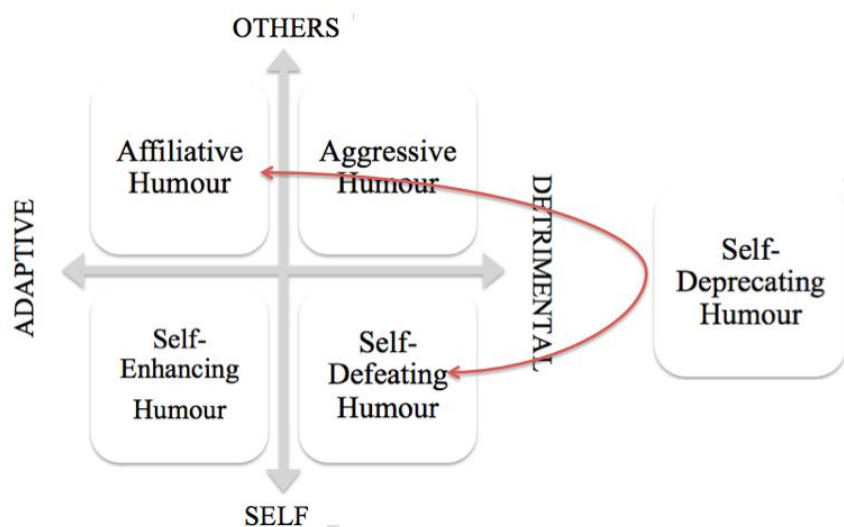 OTHERS
Affiliative
Humour
Aggressive
Humour
ADAPTIVE
DETRIMENTAL
Self-
Deprecating
Humour
Self-
Enhancing
Humour
Self-
Defeating
Humour
SELF